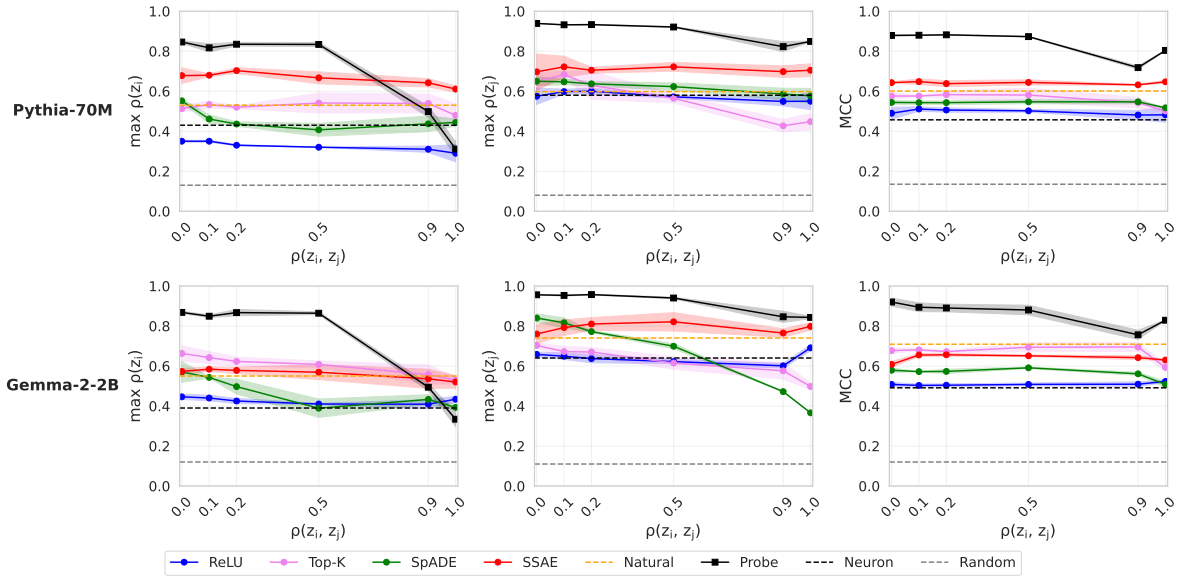 Pythia-70M
max ρ(zᵢ)
1.0
0.8
0.6
0.4
0.2
0.0
0.0 0.1 0.2 0.5 0.9 1.0
ρ(zᵢ, zⱼ)
max ρ(zᵢ)
1.0
0.8
0.6
0.4
0.2
0.0
0.0 0.1 0.2 0.5 0.9 1.0
ρ(zᵢ, zⱼ)
MCC
1.0
0.8
0.6
0.4
0.2
0.0
0.0 0.1 0.2 0.5 0.9 1.0
ρ(zᵢ, zⱼ)
Gemma-2-2B
max ρ(zᵢ)
1.0
0.8
0.6
0.4
0.2
0.0
0.0 0.1 0.2 0.5 0.9 1.0
ρ(zᵢ, zⱼ)
max ρ(zᵢ)
1.0
0.8
0.6
0.4
0.2
0.0
0.0 0.1 0.2 0.5 0.9 1.0
ρ(zᵢ, zⱼ)
MCC
1.0
0.8
0.6
0.4
0.2
0.0
0.0 0.1 0.2 0.5 0.9 1.0
ρ(zᵢ, zⱼ)
ReLU Top-K SpADE SSAE Natural Probe Neuron Random